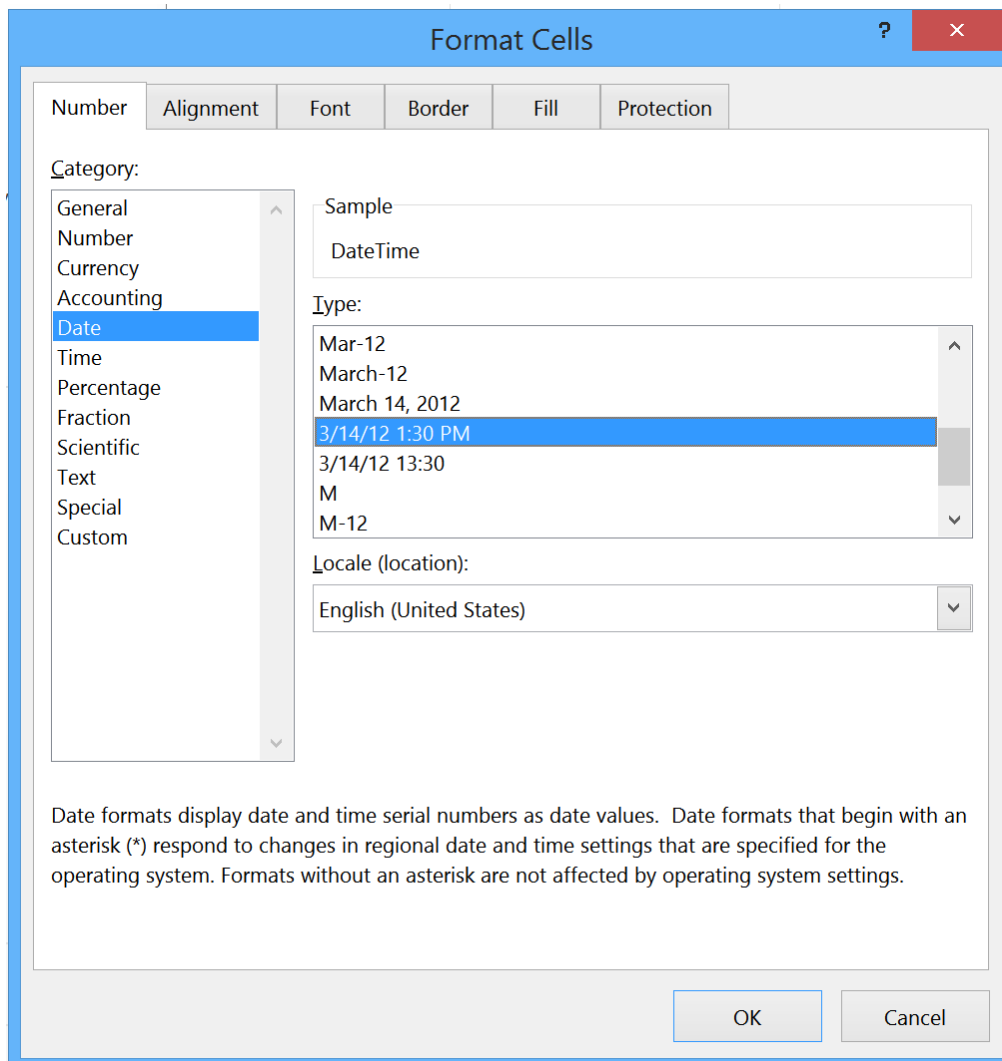 Format Cells
?
Number Alignment Font Border Fill Protection
Category:
General
Number
Currency
Accounting
Date
Time
Percentage
Fraction
Scientific
Text
Special
Custom
Sample
DateTime
Type:
Mar-12
March-12
March 14, 2012
3/14/12 1:30 PM
3/14/12 13:30
M
M-12
Locale (location):
English (United States)
Date formats display date and time serial numbers as date values.  Date formats that begin with an
asterisk (*) respond to changes in regional date and time settings that are specified for the
operating system. Formats without an asterisk are not affected by operating system settings.
OK Cancel